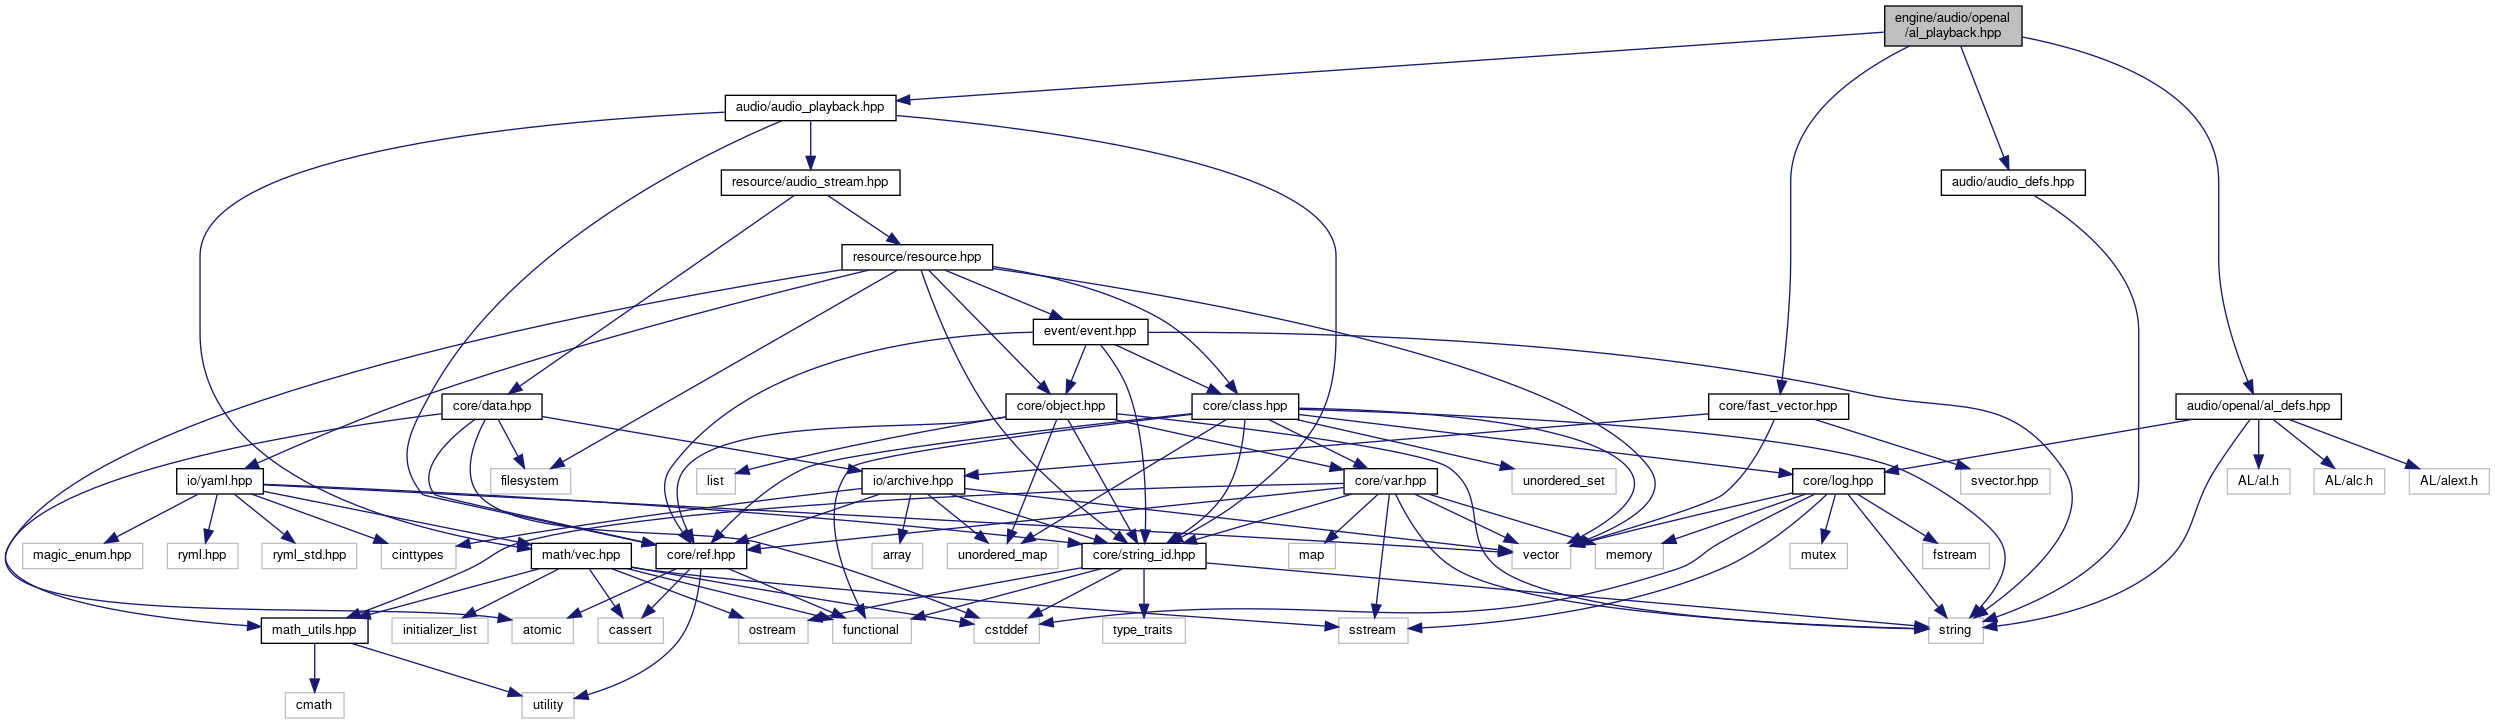 engine/audio/openal
/al_playback.hpp
audio/audio_playback.hpp
resource/audio_stream.hpp
audio/audio_defs.hpp
resource/resource.hpp
event/event.hpp
core/data.hpp
core/object.hpp
core/class.hpp
core/fast_vector.hpp
audio/openal/al_defs.hpp
io/yaml.hpp
filesystem
list
io/archive.hpp
core/var.hpp
unordered_set
core/log.hpp
svector.hpp
AL/al.h
AL/alc.h
AL/alext.h
magic_enum.hpp
ryml.hpp
ryml_std.hpp
cinttypes
math/vec.hpp
core/ref.hpp
array
unordered_map
core/string_id.hpp
map
vector
memory
mutex
fstream
math_utils.hpp
initializer_list
atomic
cassert
ostream
functional
cstddef
type_traits
sstream
string
cmath
utility